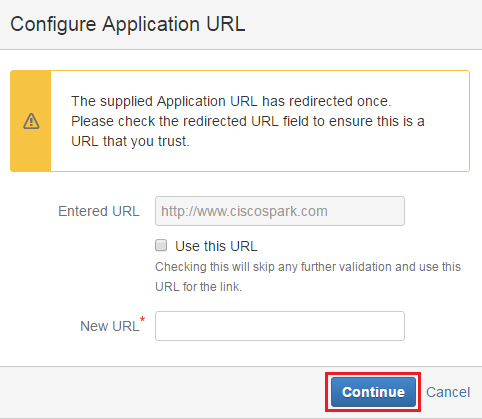 Configure Application URL
The supplied Application URL has redirected once.
Please check the redirected URL field to ensure this is a
URL that you trust.
Entered URL
http://www.ciscospark.com
Use this URL
Checking this will skip any further validation and use this
URL for the link.
New URL*
Continue Cancel